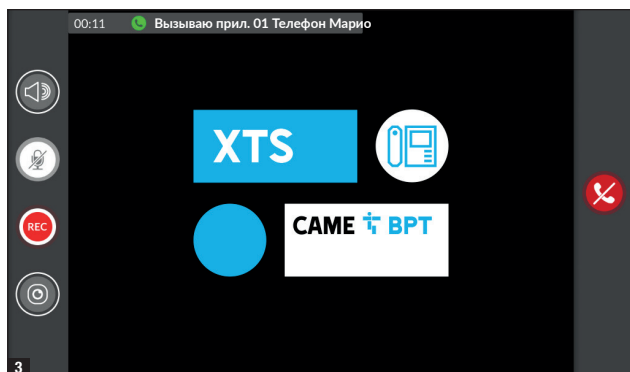 00:11 Вызываю прил. 01 Телефон Марио
XTS
CAME BPT
REC
3